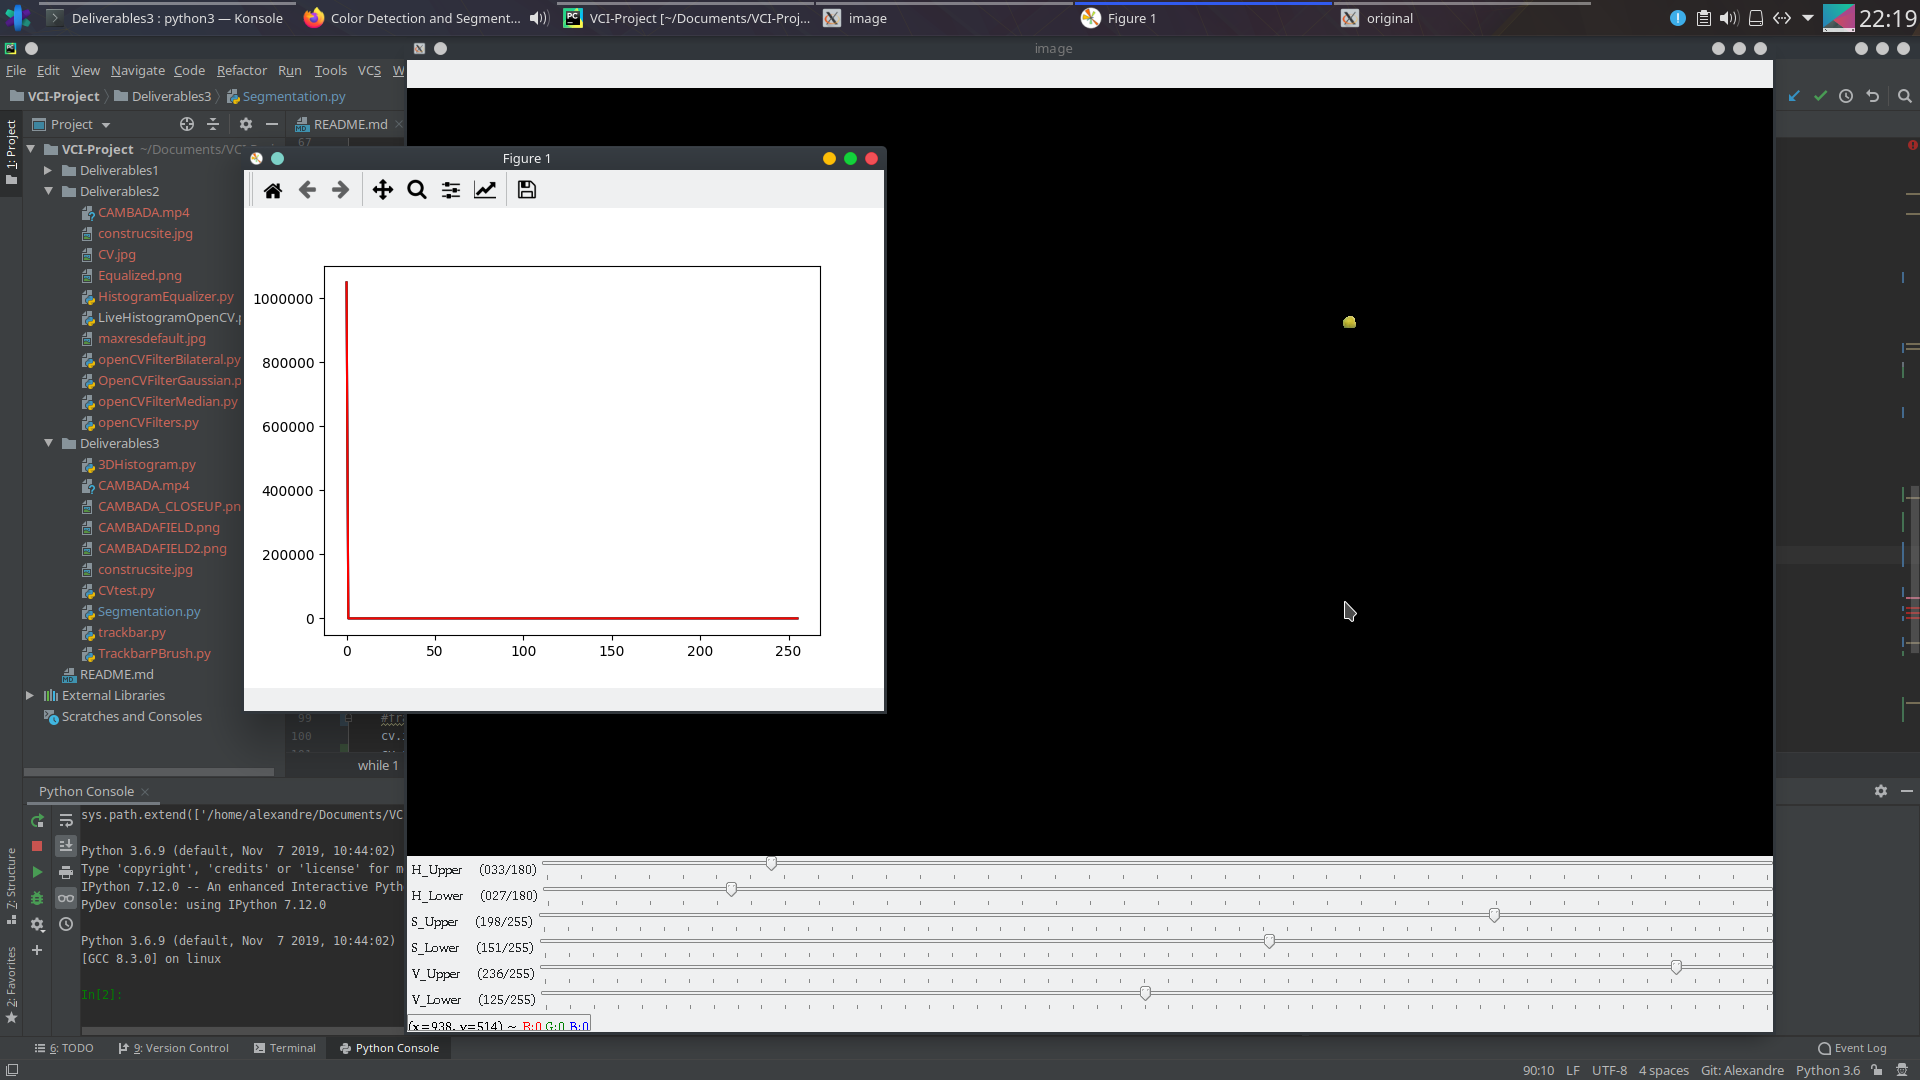 Deliverables3 : python3 — Konsole
Color Detection and Segment...
VCI-Project [~/Documents/VCI-Proj...
image
Figure 1
original
22:19
image
File Edit View Navigate Code Refactor Run Tools VCS W
VCI-Project Deliverables3 Segmentation.py
Project
README.md
67
1: Project
VCI-Project ~/Documents/VC
Deliverables1
Deliverables2
CAMBADA.mp4
construcsite.jpg
CV.jpg
Equalized.png
HistogramEqualizer.py
LiveHistogramOpenCV.p
maxresdefault.jpg
openCVFilterBilateral.py
OpenCVFilterGaussian.p
openCVFilterMedian.py
openCVFilters.py
Deliverables3
3DHistogram.py
CAMBADA.mp4
CAMBADA_CLOSEUP.pn
CAMBADAFIELD.png
CAMBADAFIELD2.png
construcsite.jpg
CVtest.py
Segmentation.py
trackbar.py
TrackbarPBrush.py
README.md
External Libraries
Scratches and Consoles
Figure 1
1000000
800000
600000
400000
200000
0
0 50 100 150 200 250
99 #fra
100 cv.
while 1
Python Console
sys.path.extend(['/home/alexandre/Documents/VC
Python 3.6.9 (default, Nov 7 2019, 10:44:02)
Type 'copyright', 'credits' or 'license' for m
IPython 7.12.0 -- An enhanced Interactive Pyth
PyDev console: using IPython 7.12.0
Python 3.6.9 (default, Nov 7 2019, 10:44:02)
[GCC 8.3.0] on linux
In[2]:
7: Structure
2: Favorites
H_Upper (033/180)
H_Lower (027/180)
S_Upper (198/255)
S_Lower (151/255)
V_Upper (236/255)
V_Lower (125/255)
(x=938, y=514) ~ R:0 G:0 B:0
6: TODO 9: Version Control Terminal Python Console Event Log
90:10 LF UTF-8 4 spaces Git: Alexandre Python 3.6